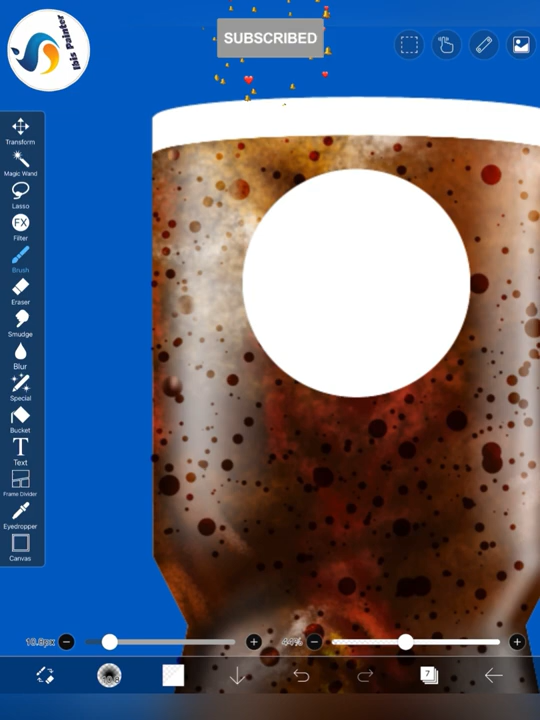 SUBSCRIBED
Ibis Painter
Transform
Magic Wand
Lasso
FX
Filter
Brush
Eraser
Smudge
Blur
Special
Bucket
T
Text
Frame Divider
Eyedropper
Canvas
44%
7